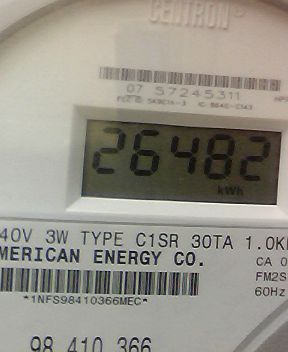 CENTRON®
07 57245311
26482
kWh
40V 3W TYPE C1SR 30TA 1.0K
MERICAN ENERGY CO.
CA 0
FM2S
60Hz
*1NFS98410366MEC*
98 410 366